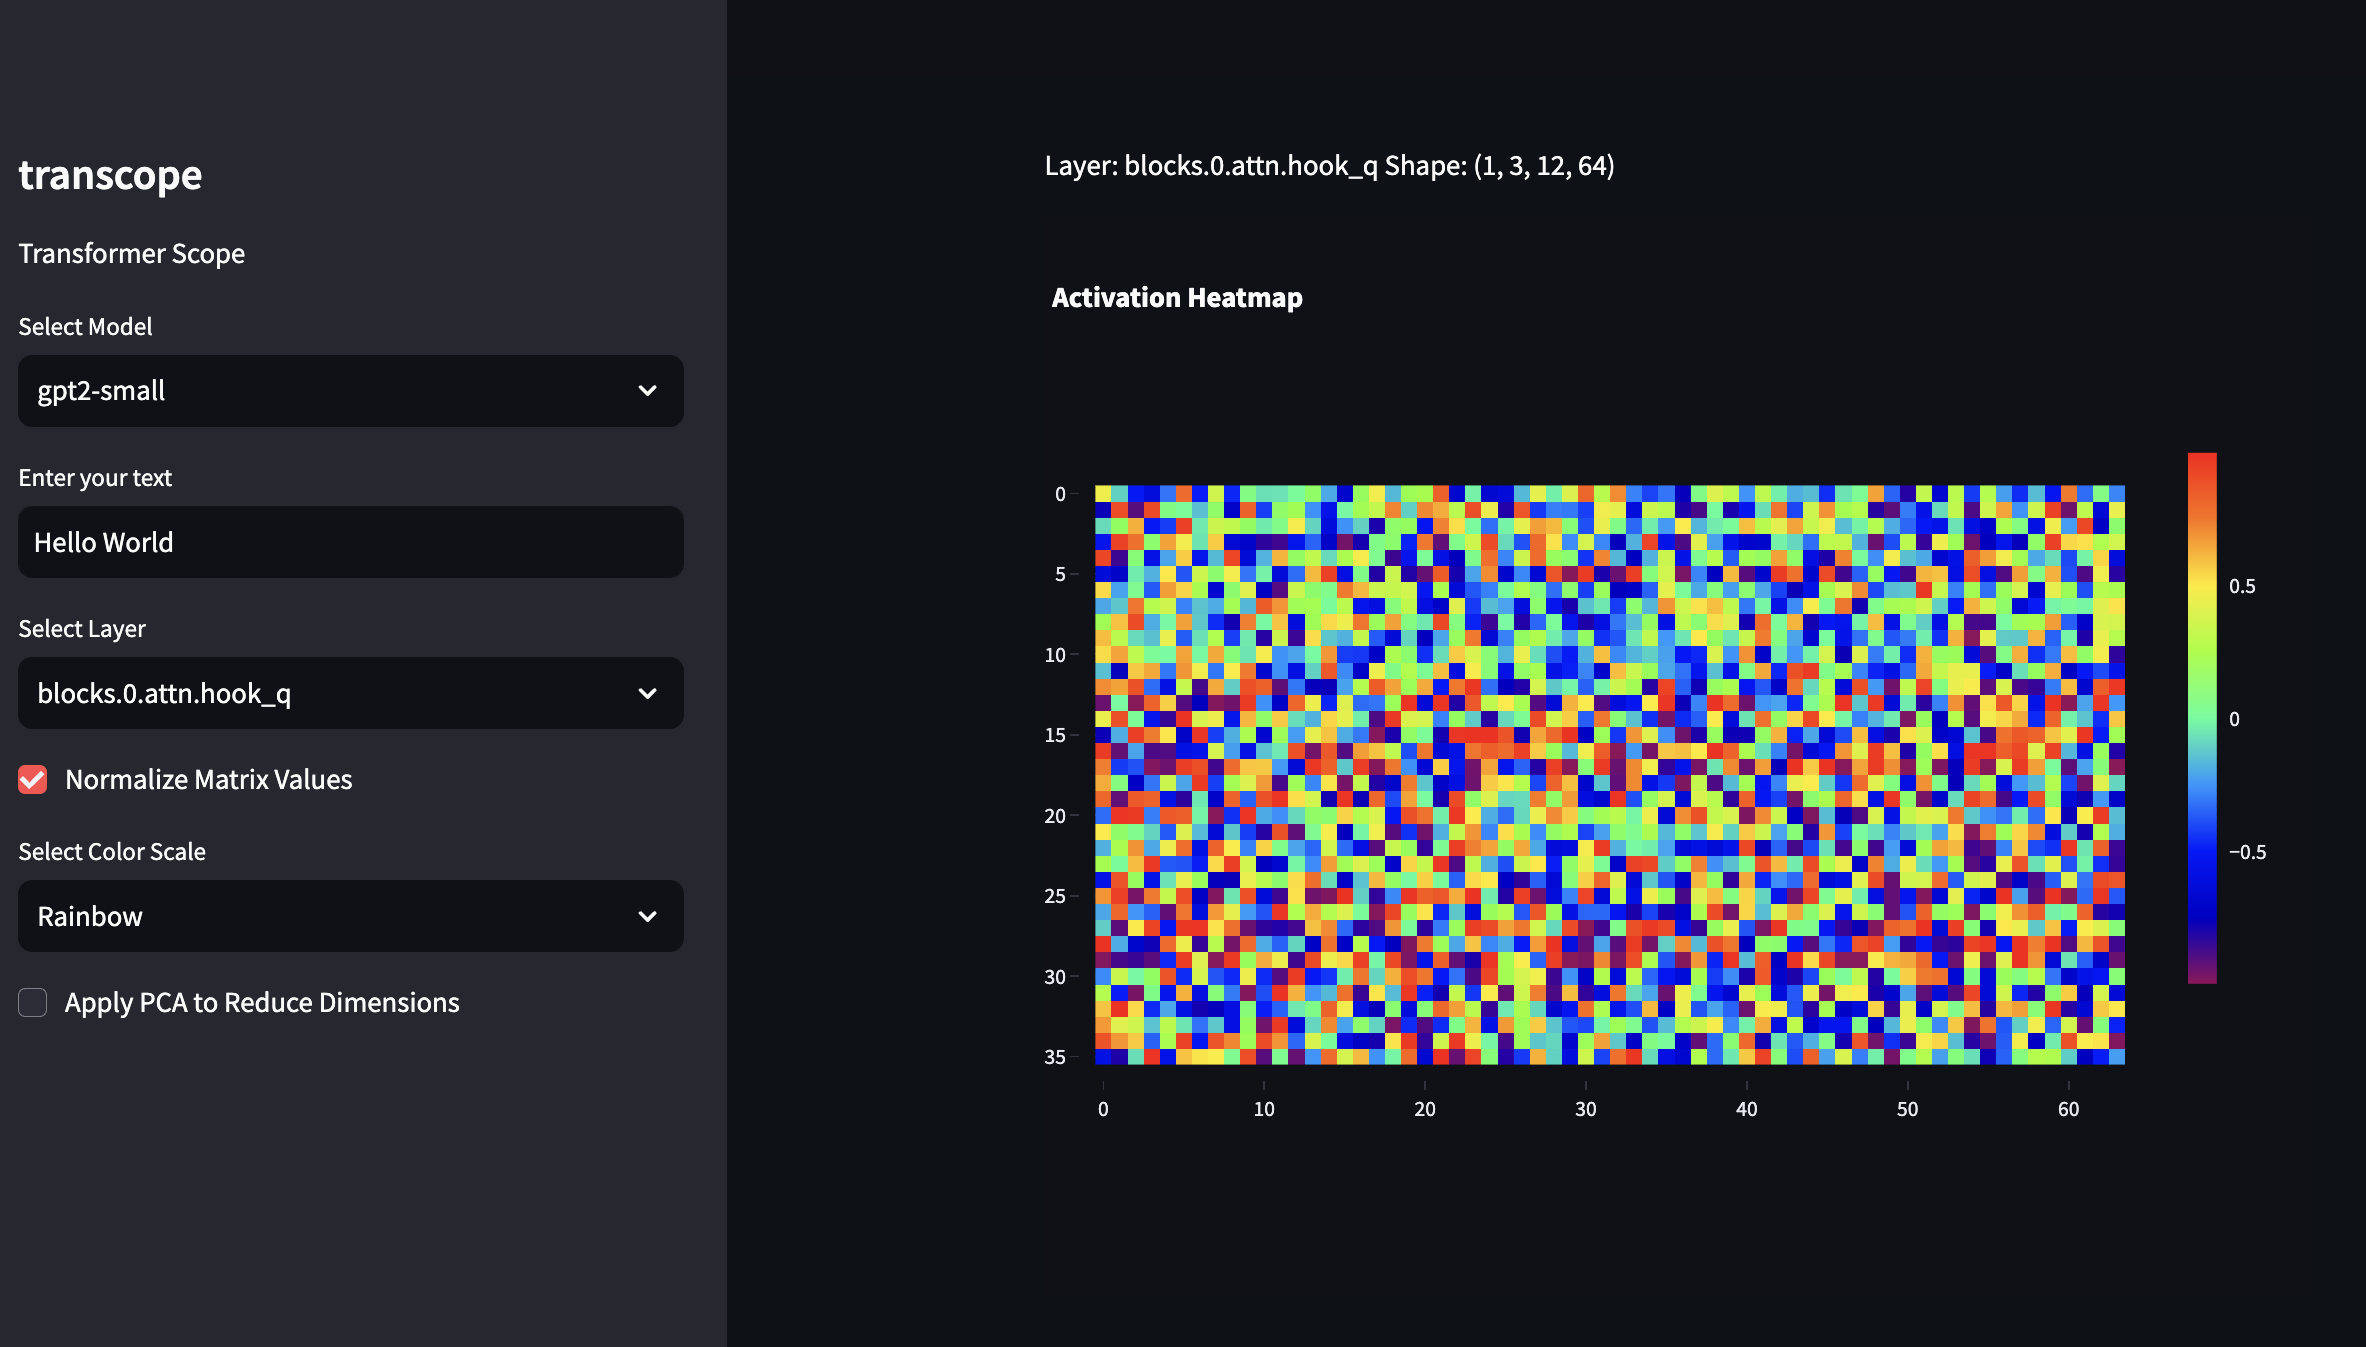 transcope
Transformer Scope
Select Model
gpt2-small
Enter your text
Hello World
Select Layer
blocks.0.attn.hook_q
Normalize Matrix Values
Select Color Scale
Rainbow
Apply PCA to Reduce Dimensions
Layer: blocks.0.attn.hook_q Shape: (1, 3, 12, 64)
Activation Heatmap
0
5
10
15
20
25
30
35
0 10 20 30 40 50 60
0.5
0
−0.5